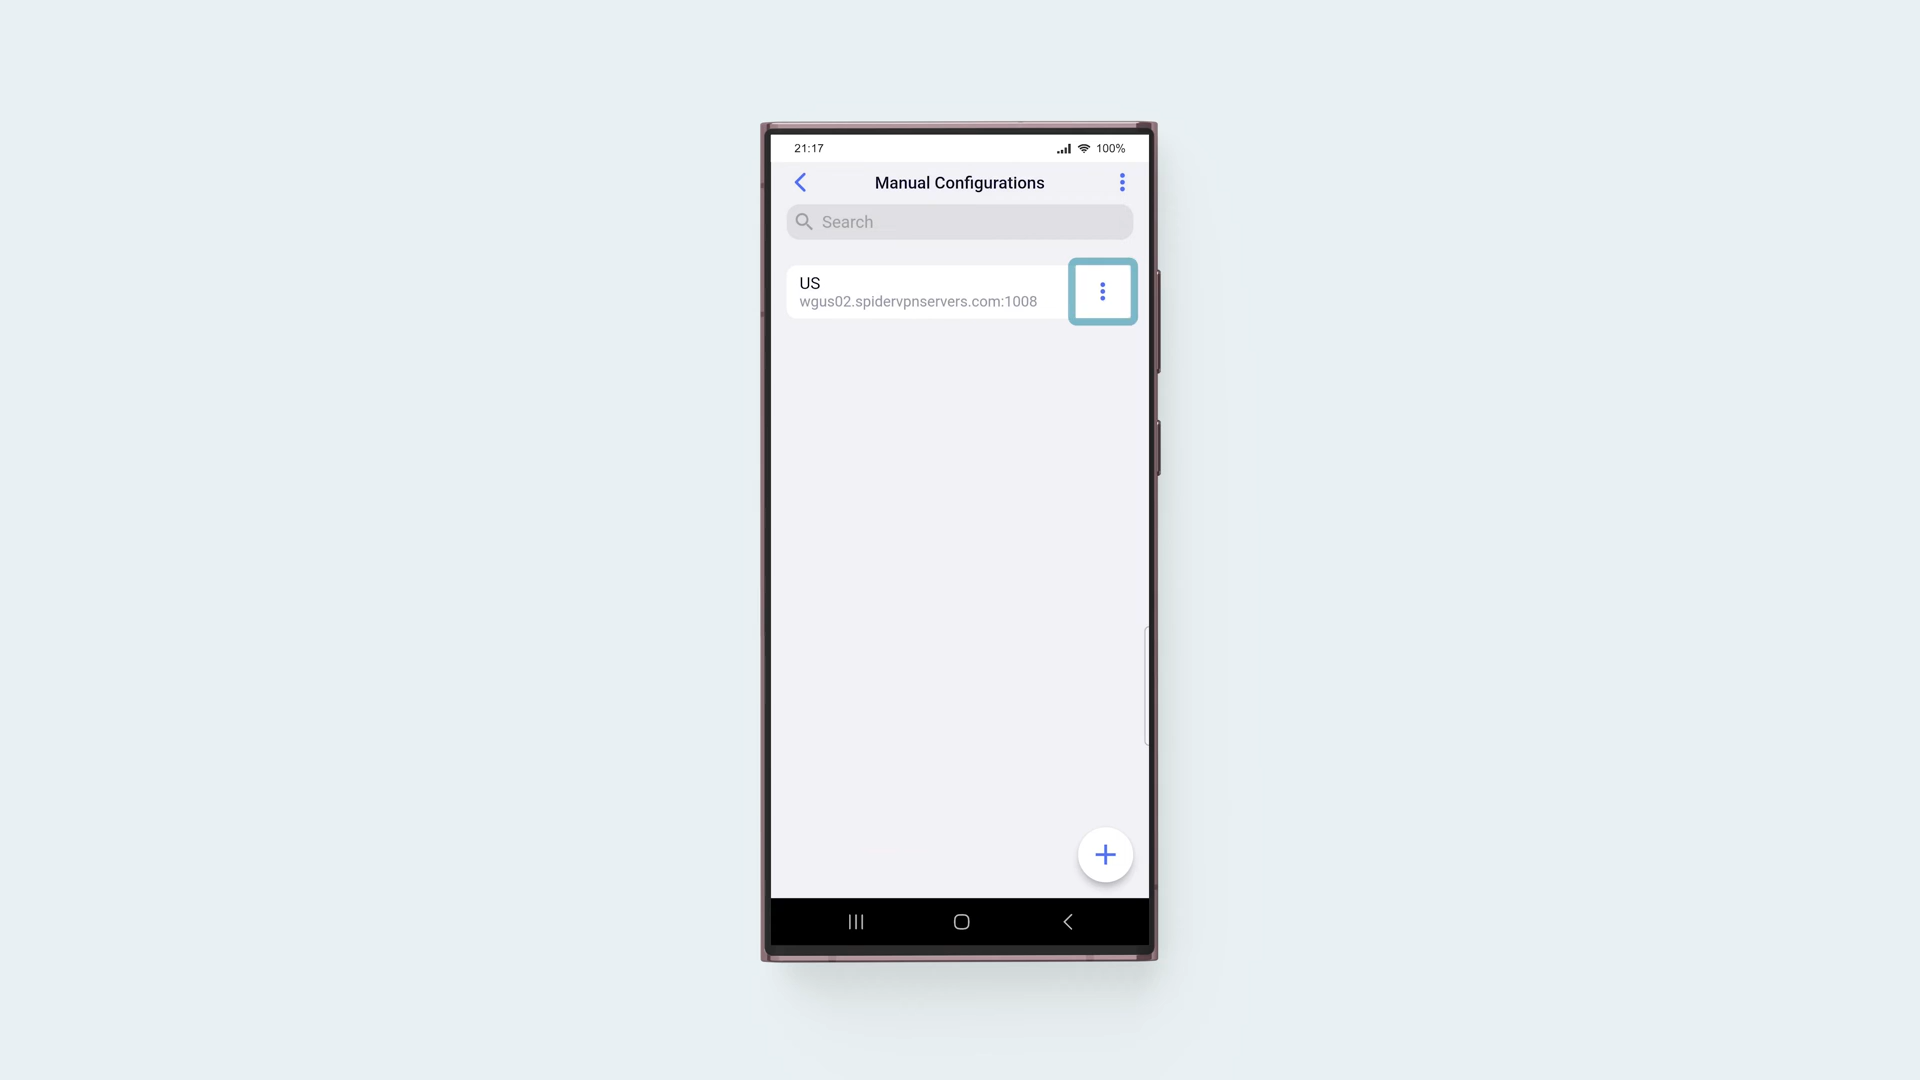 21:17
100%
Manual Configurations
Search
US
wgus02.spidervpnservers.com:1008